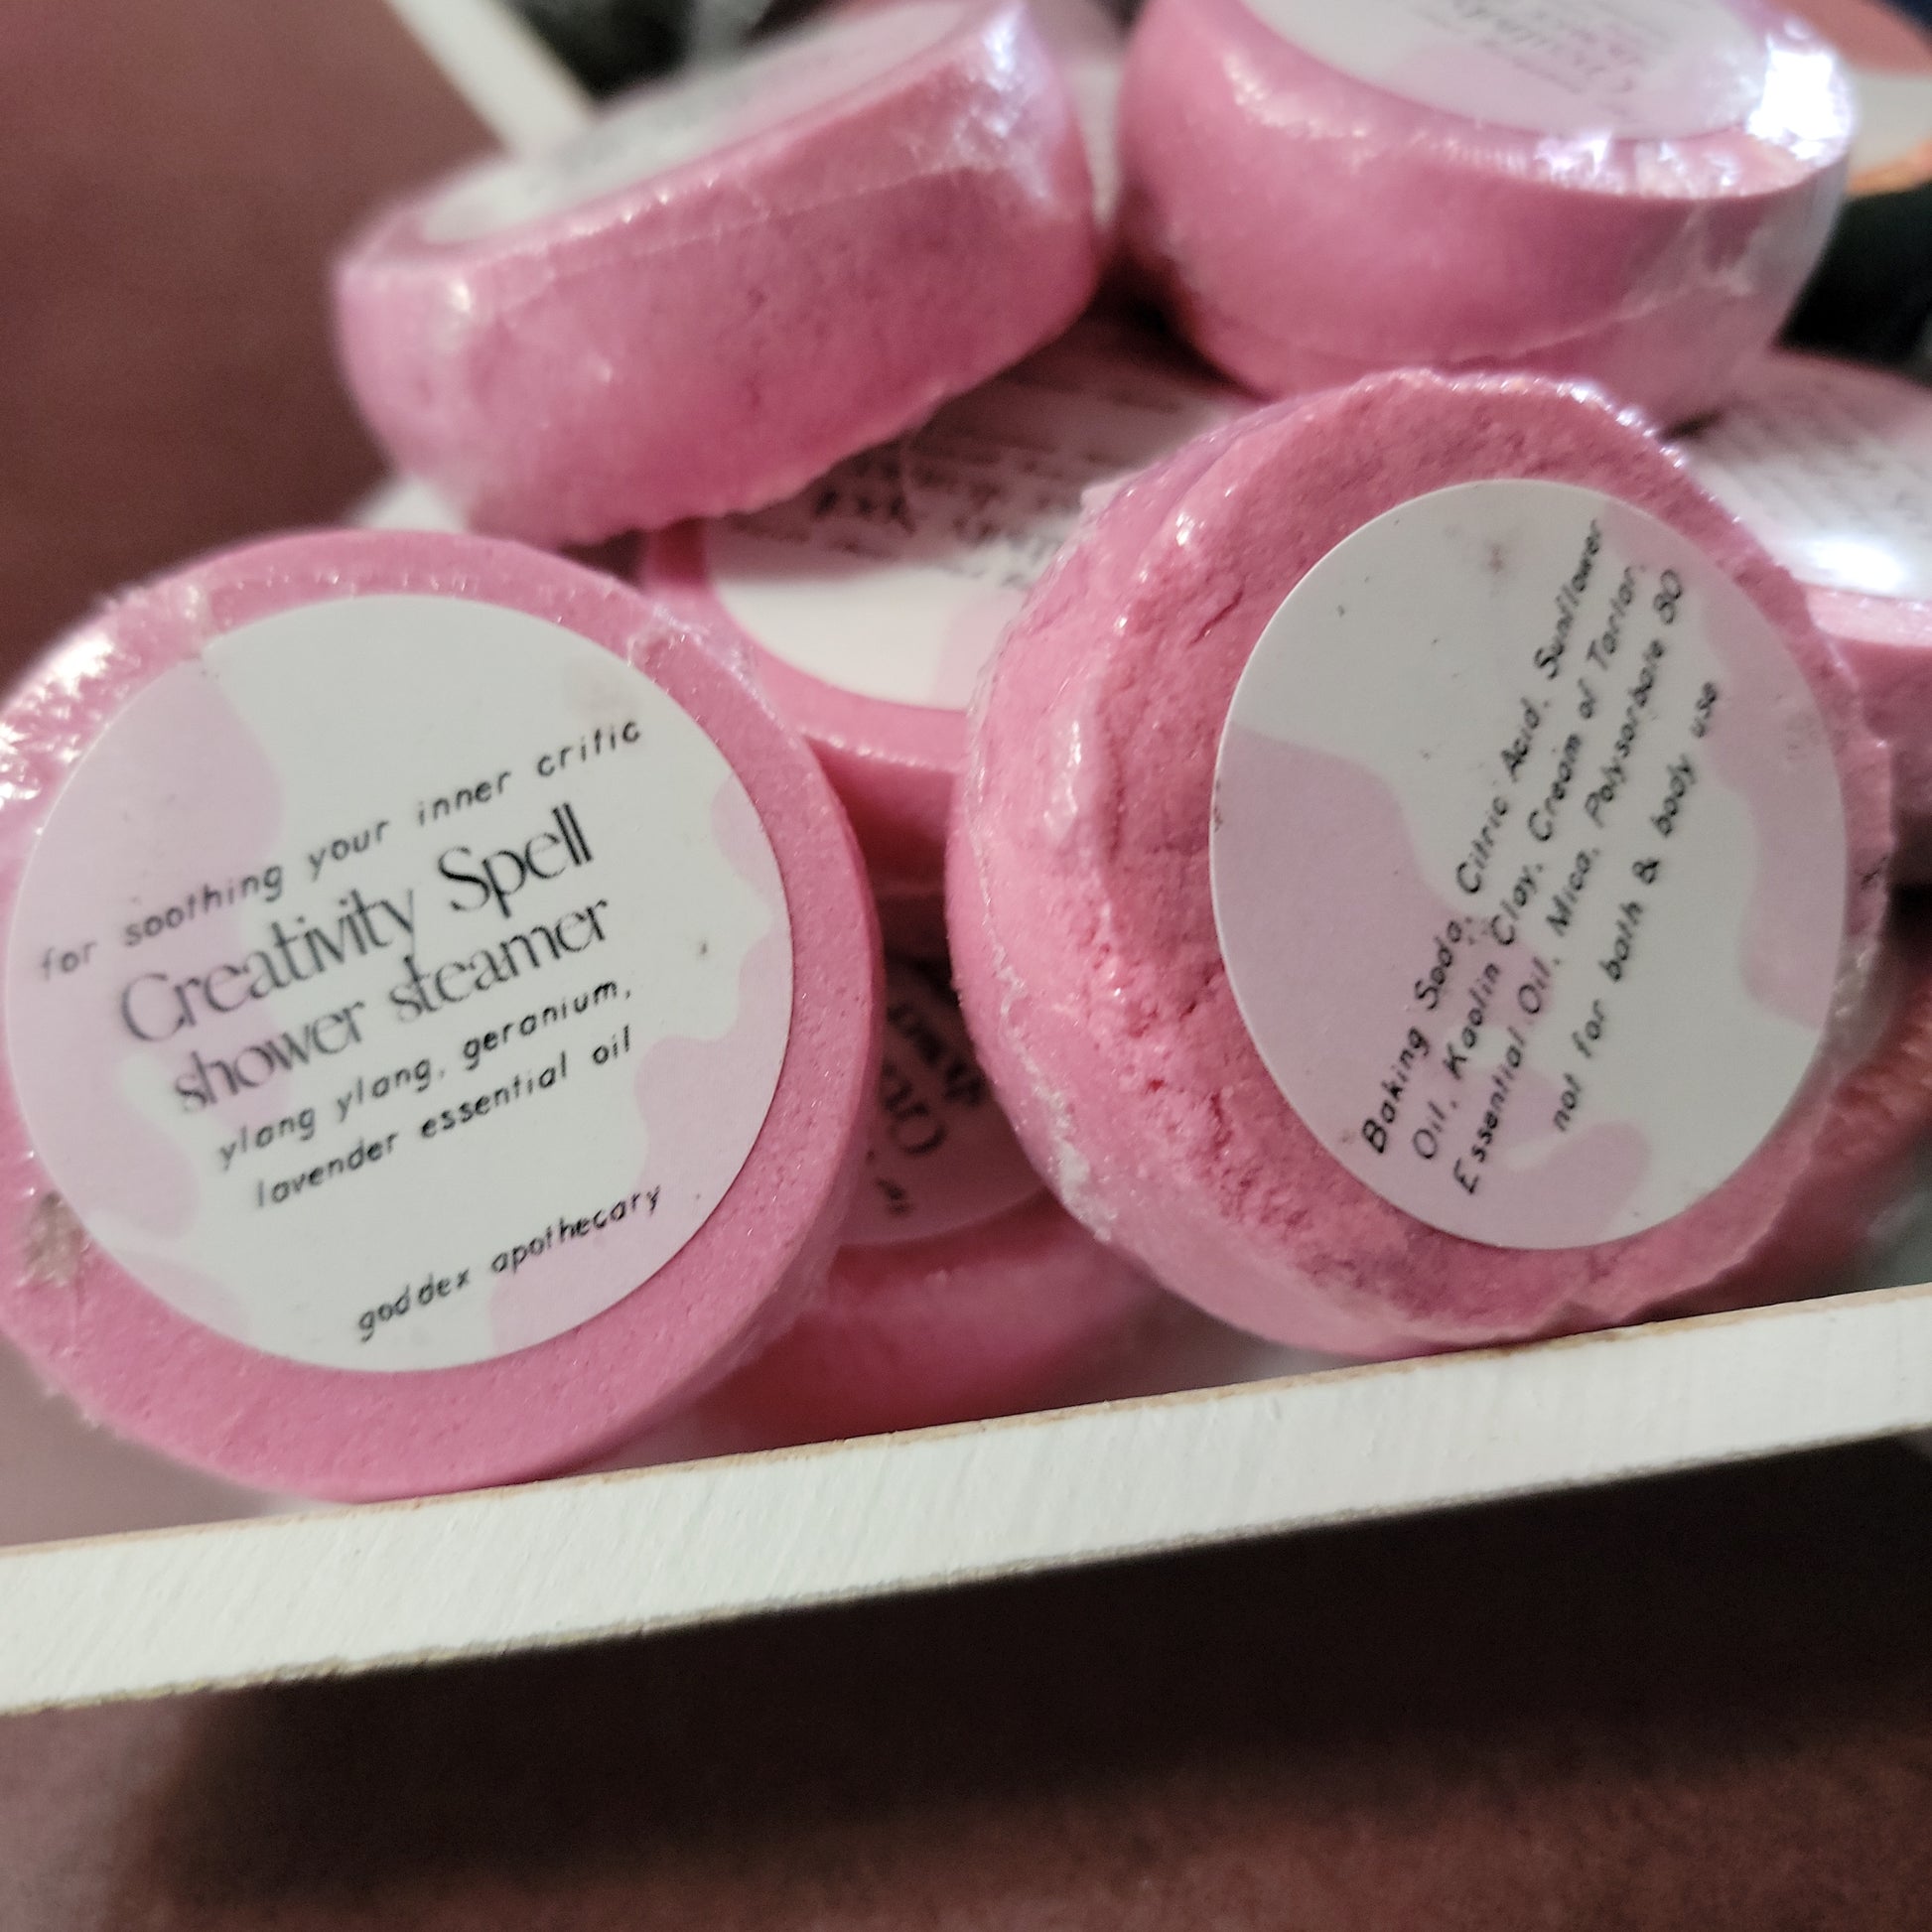 for soothing your inner critic
Creativity Spell
shower steamer
ylang ylang, geranium,
lavender essential oil
goddex apothecary
Baking Soda, Citric Acid, Sunflower
Oil, Kaolin Clay, Cream of Tartar,
Essential Oil, Mica, Polysorbate 80
not for bath & body use